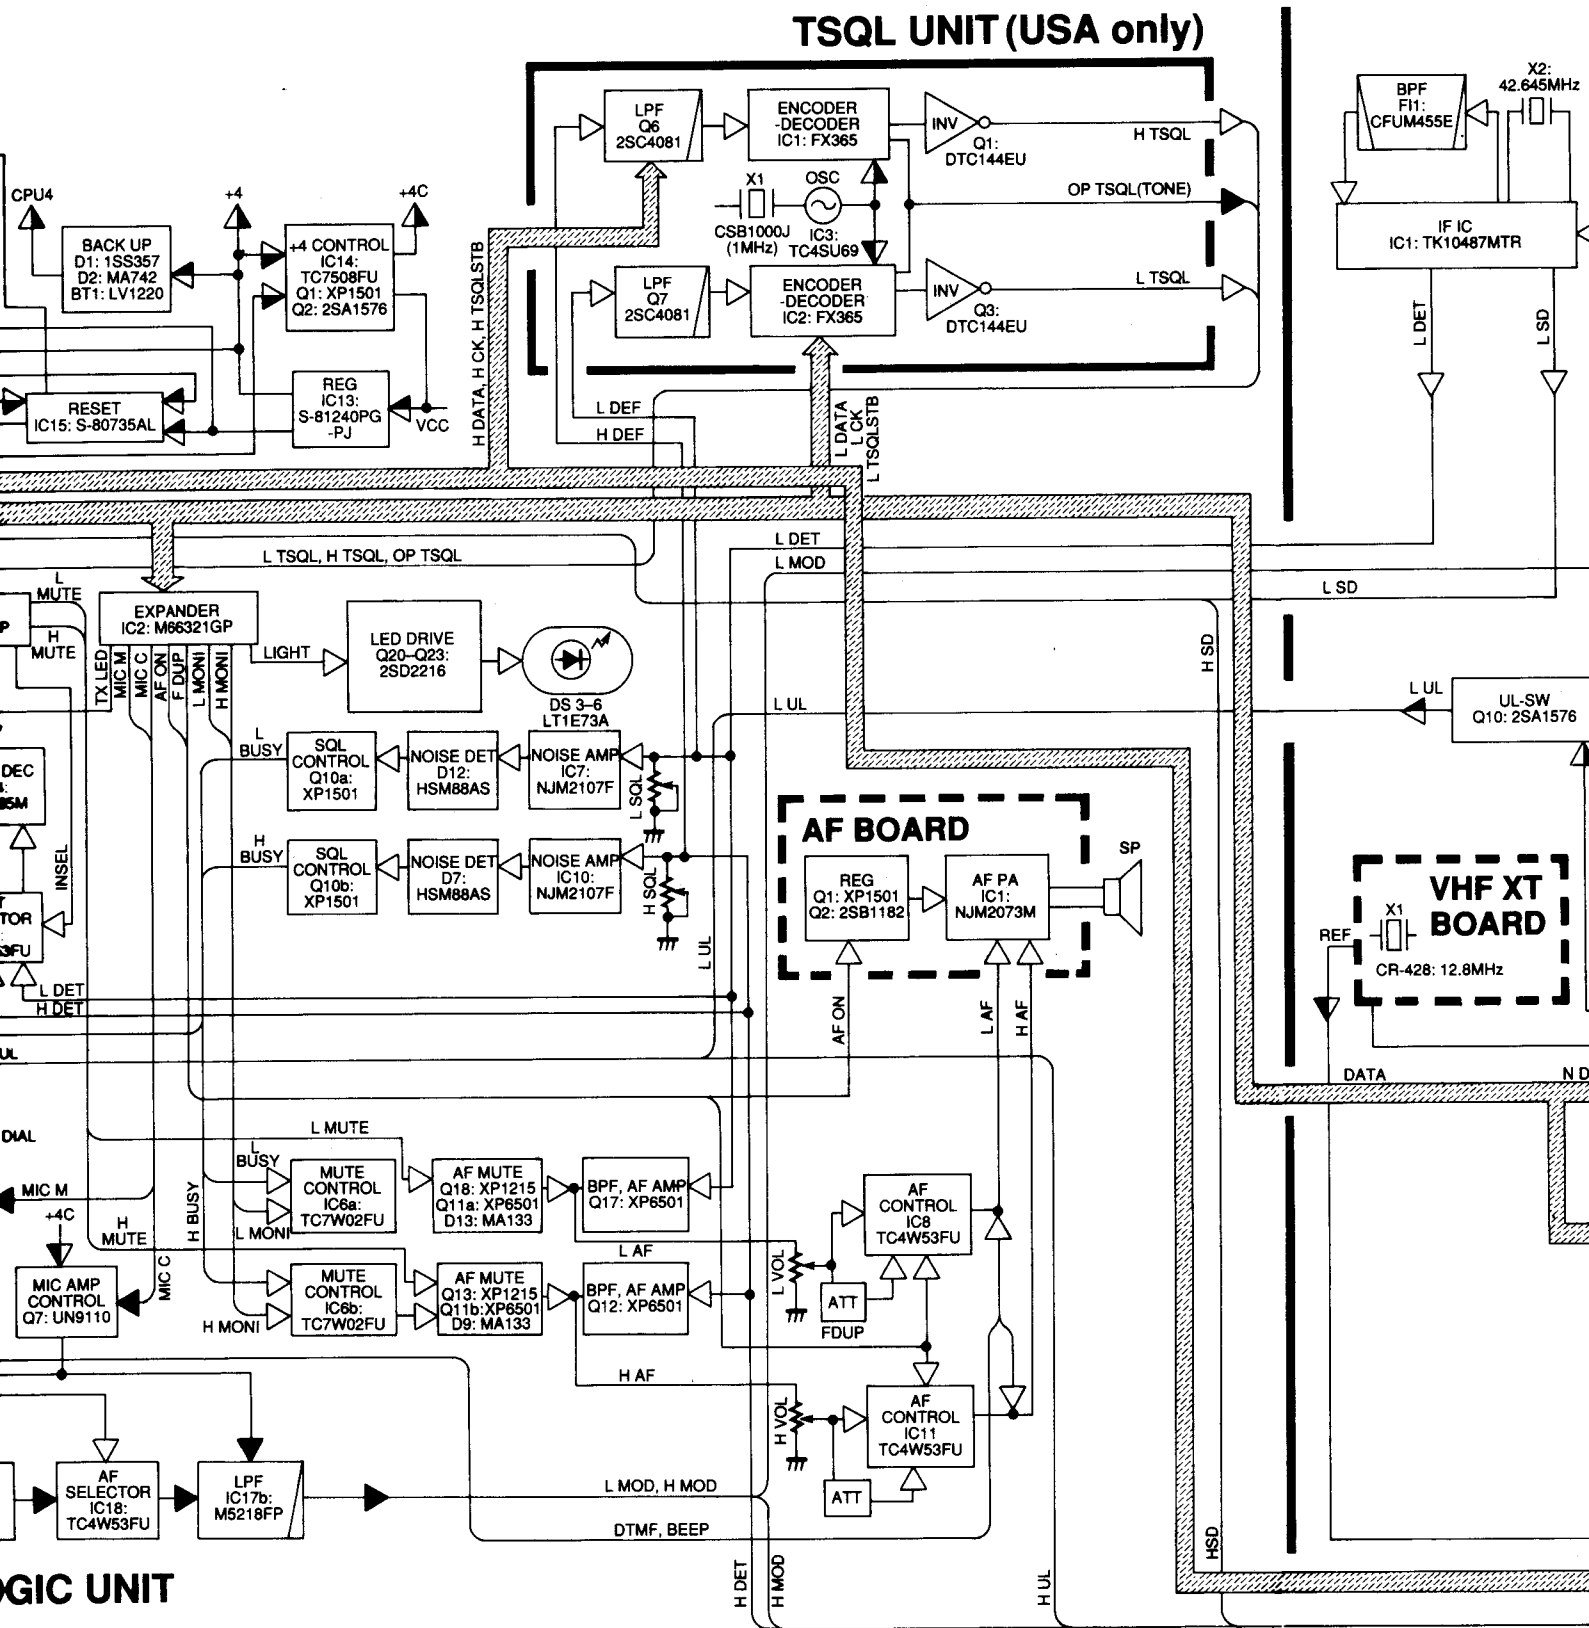 TSQL UNIT (USA only)
LPF
Q6
2SC4081
ENCODER
-DECODER
IC1: FX365
INV
Q1:
DTC144EU
H TSQL
X1
CSB1000J
(1MHz)
OSC
IC3:
TC4SU69
OP TSQL(TONE)
LPF
Q7
2SC4081
ENCODER
-DECODER
IC2: FX365
INV
Q3:
DTC144EU
L TSQL
BPF
FI1:
CFUM455E
X2:
42.645MHz
IF IC
IC1: TK10487MTR
L DET
L SD
CPU4
BACK UP
D1: 1SS357
D2: MA742
BT1: LV1220
+4
+4 CONTROL
IC14:
TC7508FU
Q1: XP1501
Q2: 2SA1576
+4C
RESET
IC15: S-80735AL
REG
IC13:
S-81240PG
-PJ
VCC
H DATA, H CK, H TSQLSTB
L DEF
H DEF
L DATA
L CK
L TSQLSTB
L TSQL, H TSQL, OP TSQL
L DET
L MOD
L SD
H SD
L
MUTE
P
H
MUTE
EXPANDER
IC2: M66321GP
TX LED
MIC M
MIC C
AF ON
F DUP
L MONI
H MONI
LIGHT
LED DRIVE
Q20–Q23:
2SD2216
DS 3–6
LT1E73A
L UL
L UL
UL-SW
Q10: 2SA1576
L
BUSY
SQL
CONTROL
Q10a:
XP1501
NOISE DET
D12:
HSM88AS
NOISE AMP
IC7:
NJM2107F
L SQL
H
BUSY
SQL
CONTROL
Q10b:
XP1501
NOISE DET
D7:
HSM88AS
NOISE AMP
IC10:
NJM2107F
H SQL
DEC
INSEL
TOR
L DET
H DET
UL
L UL
AF BOARD
REG
Q1: XP1501
Q2: 2SB1182
AF PA
IC1:
NJM2073M
SP
AF ON
L AF
H AF
VHF XT
BOARD
X1
CR-428: 12.8MHz
REF
DATA
N D
DIAL
MIC M
+4C
MIC AMP
CONTROL
Q7: UN9110
L MUTE
L
BUSY
L MONI
MUTE
CONTROL
IC6a:
TC7W02FU
AF MUTE
Q18: XP1215
Q11a: XP6501
D13: MA133
BPF, AF AMP
Q17: XP6501
H
MUTE
MIC C
H BUSY
H MONI
MUTE
CONTROL
IC6b:
TC7W02FU
AF MUTE
Q13: XP1215
Q11b:XP6501
D9: MA133
BPF, AF AMP
Q12: XP6501
L AF
L VOL
AF
CONTROL
IC8
TC4W53FU
ATT
FDUP
H AF
H VOL
AF
CONTROL
IC11
TC4W53FU
ATT
AF
SELECTOR
IC18:
TC4W53FU
LPF
IC17b:
M5218FP
L MOD, H MOD
DTMF, BEEP
H DET
H MOD
H UL
HSD
OGIC UNIT